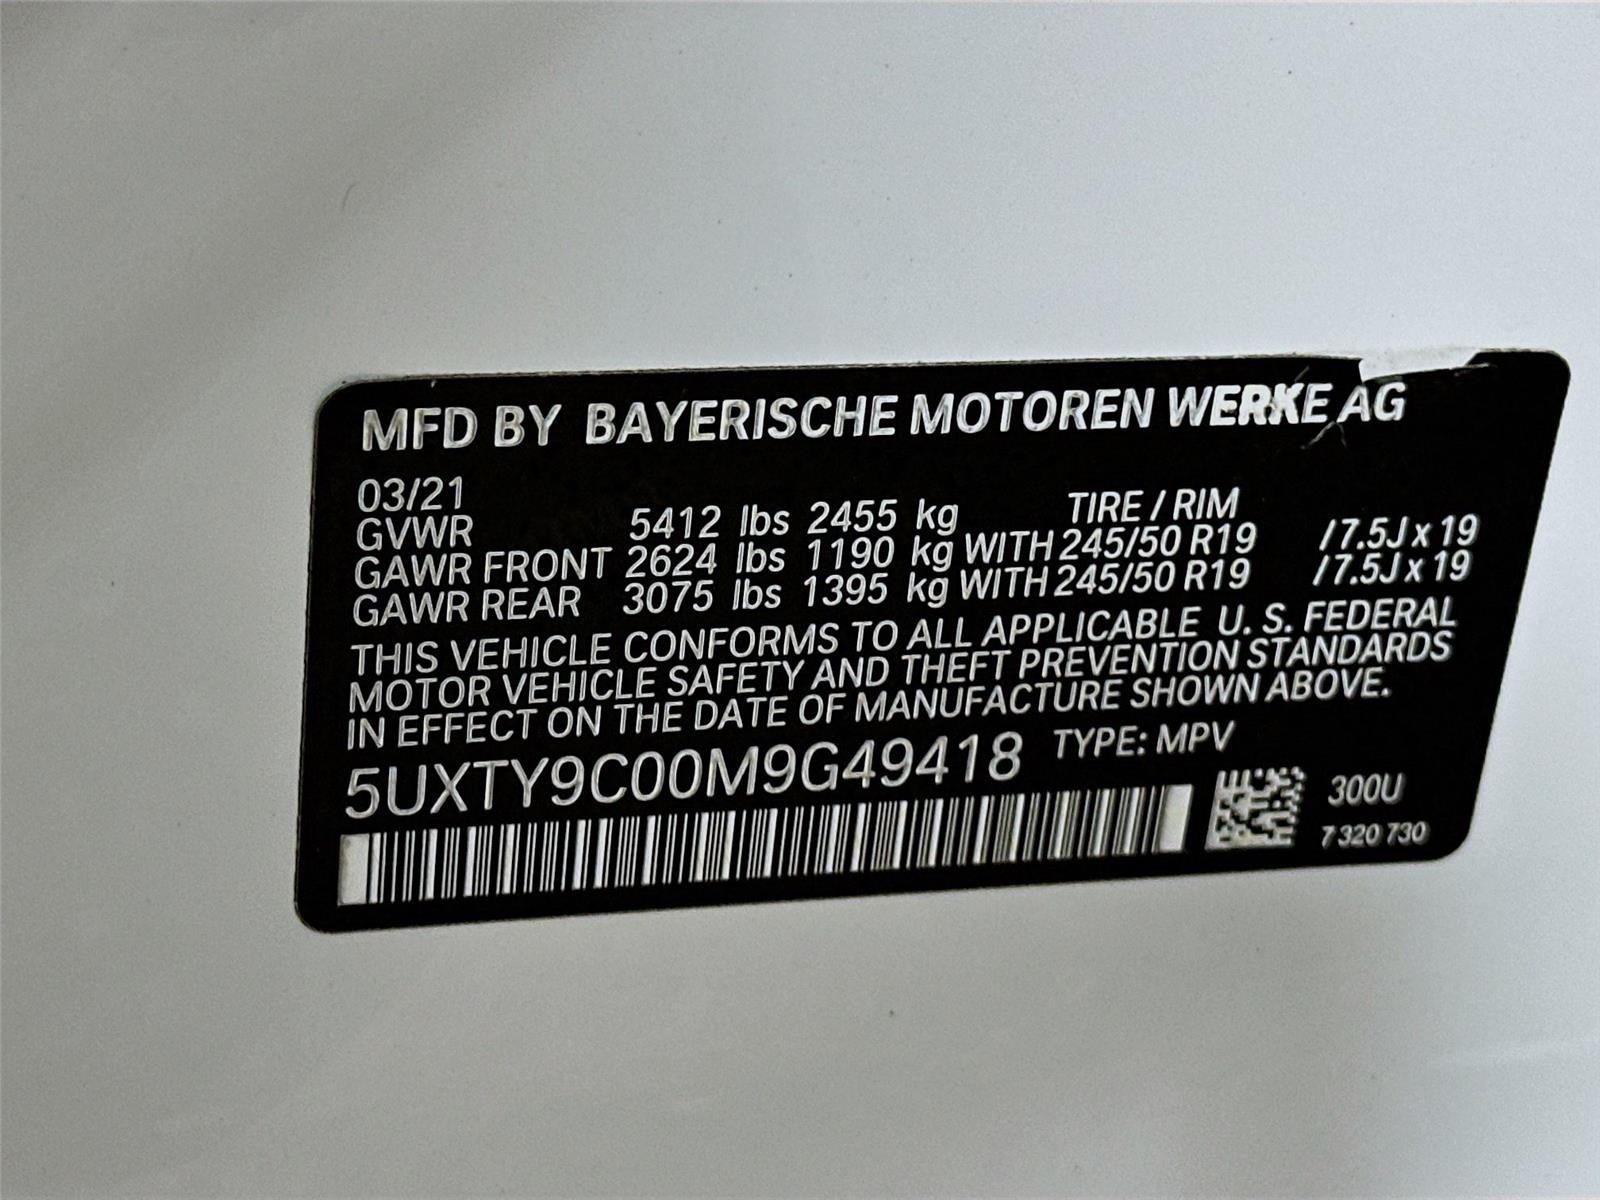 MFD BY BAYERISCHE MOTOREN WERKE AG
03/21
GVWR 5412 lbs 2455 kg TIRE / RIM
GAWR FRONT 2624 lbs 1190 kg WITH 245/50 R19 / 7.5J x 19
GAWR REAR 3075 lbs 1395 kg WITH 245/50 R19 / 7.5J x 19
THIS VEHICLE CONFORMS TO ALL APPLICABLE U. S. FEDERAL
MOTOR VEHICLE SAFETY AND THEFT PREVENTION STANDARDS
IN EFFECT ON THE DATE OF MANUFACTURE SHOWN ABOVE.
5UXTY9C00M9G49418 TYPE: MPV
300U
7 320 730